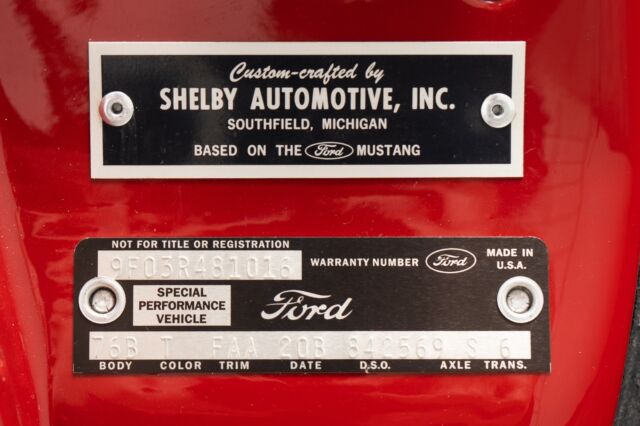 Custom-crafted by
SHELBY AUTOMOTIVE, INC.
SOUTHFIELD, MICHIGAN
BASED ON THE Ford MUSTANG
NOT FOR TITLE OR REGISTRATION
9F03R481016 WARRANTY NUMBER Ford MADE IN U.S.A.
SPECIAL PERFORMANCE VEHICLE
Ford
76B T FAA 20B 842569 S 6
BODY COLOR TRIM DATE D.S.O. AXLE TRANS.